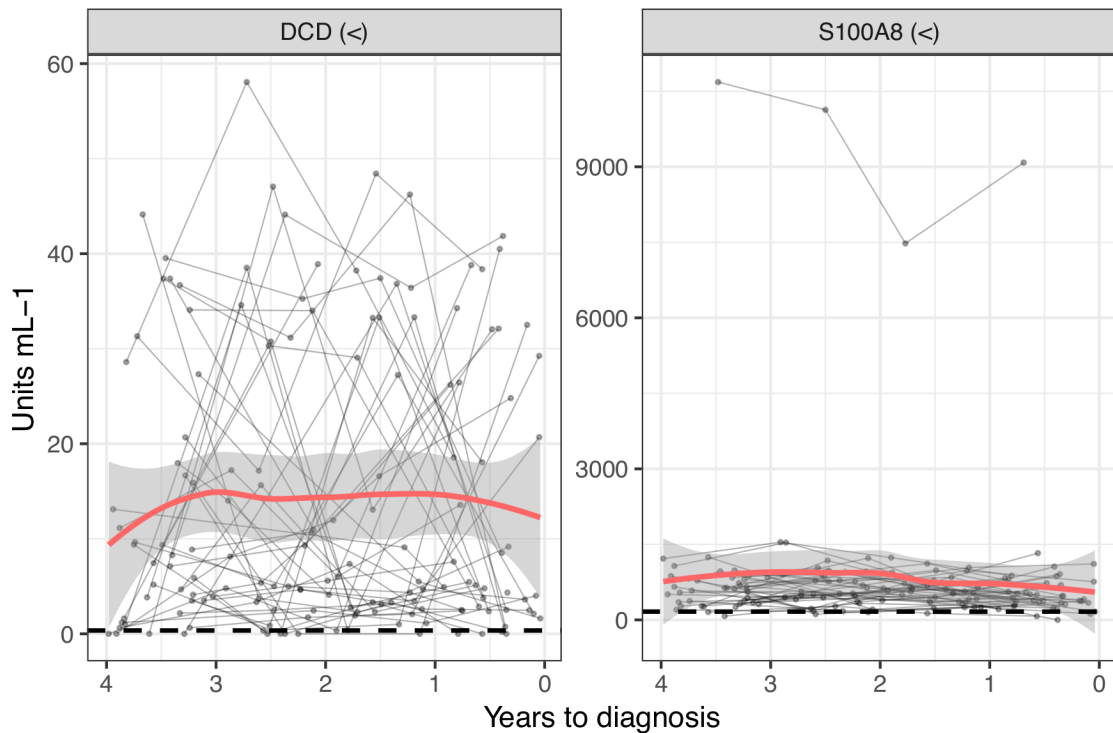 DCD (<)
S100A8 (<)
Units mL−1
60
40
20
0
9000
6000
3000
0
4 3 2 1 0
4 3 2 1 0
Years to diagnosis